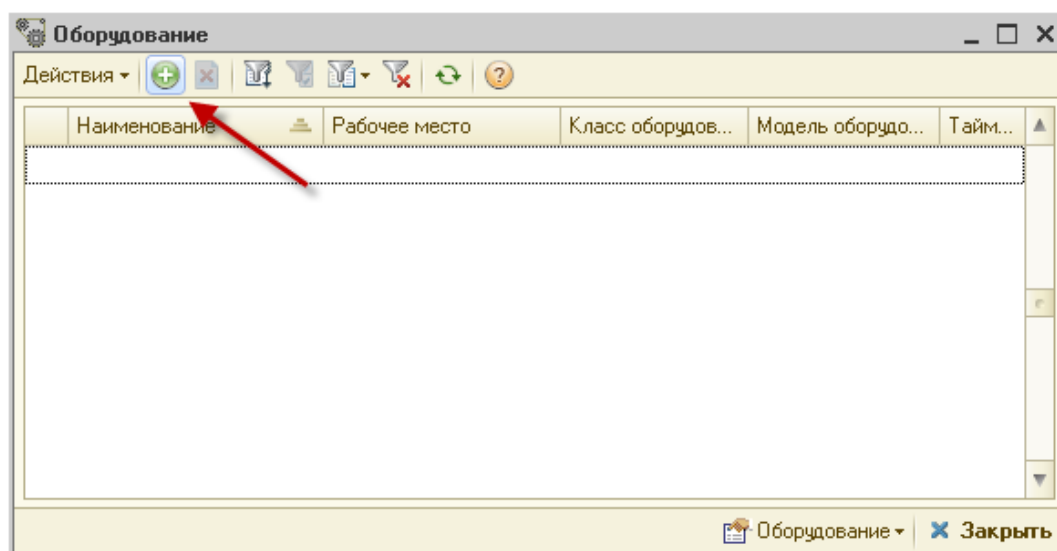 Оборудование
Действия
Наименование Рабочее место Класс оборудов... Модель оборудо... Тайм...
Оборудование Закрыть